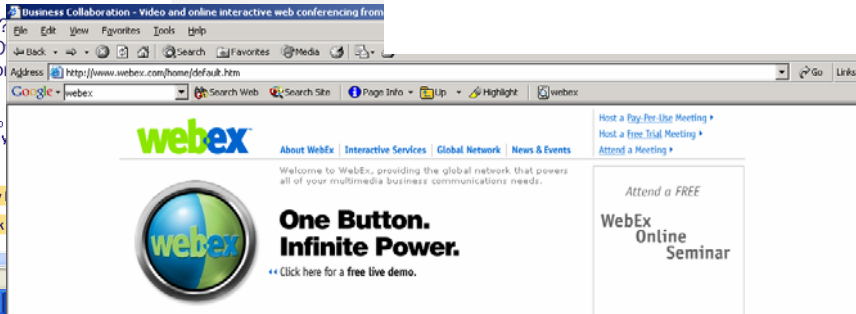 Business Collaboration - Video and online interactive web conferencing from
File Edit View Favorites Tools Help
Back Search Favorites Media
Address http://www.webex.com/home/default.htm Go Links
Google webex Search Web Search Site Page Info Up Highlight webex
webex
About WebEx Interactive Services Global Network News & Events
Host a Pay-Per-Use Meeting
Host a Free Trial Meeting
Attend a Meeting
Welcome to WebEx, providing the global network that powers
all of your multimedia business communications needs.
webex
One Button.
Infinite Power.
Click here for a free live demo.
Attend a FREE
WebEx
Online
Seminar